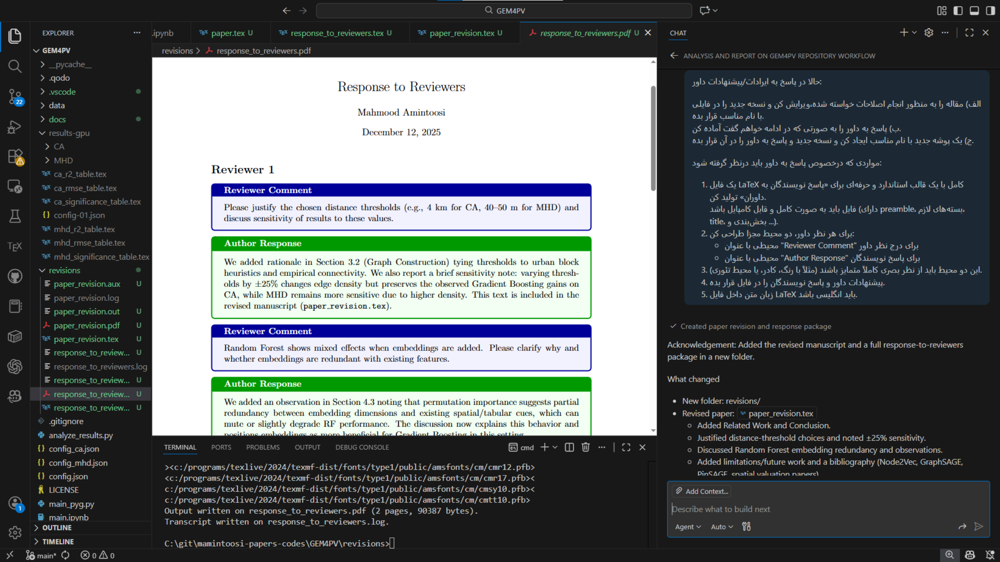 GEM4PV
EXPLORER
GEM4PV
__pycache__
.qodo
.vscode
data
docs
results-gpu
CA
MHD
ca_r2_table.tex
ca_rmse_table.tex
ca_significance_table.tex
config-01.json
mhd_r2_table.tex
mhd_rmse_table.tex
mhd_significance_table.tex
revisions
paper_revision.aux U
paper_revision.log
paper_revision.out U
paper_revision.pdf U
paper_revision.tex U
response_to_review... U
response_to_reviewers.log
response_to_review... U
response_to_review... U
response_to_review... U
.gitignore
analyze_results.py
config_ca.json
config_mhd.json
config.json
LICENSE
main_pyg.py
main.ipynb
OUTLINE
TIMELINE
22
1
.ipynb
paper.tex U
response_to_reviewers.tex U
paper_revision.tex U
response_to_reviewers.pdf U
revisions > response_to_reviewers.pdf
Response to Reviewers
Mahmood Amintoosi
December 12, 2025
Reviewer 1
Reviewer Comment
Please justify the chosen distance thresholds (e.g., 4 km for CA, 40–50 m for MHD) and
discuss sensitivity of results to these values.
Author Response
We added rationale in Section 3.2 (Graph Construction) tying thresholds to urban block
heuristics and empirical connectivity. We also report a brief sensitivity note: varying thresh-
olds by ±25% changes edge density but preserves the observed Gradient Boosting gains on
CA, while MHD remains more sensitive due to higher density. This text is included in the
revised manuscript (paper_revision.tex).
Reviewer Comment
Random Forest shows mixed effects when embeddings are added. Please clarify why and
whether embeddings are redundant with existing features.
Author Response
We added an observation in Section 4.3 noting that permutation importance suggests partial
redundancy between embedding dimensions and existing spatial/tabular cues, which can
mute or slightly degrade RF performance. The discussion now explains this behavior and
positions embeddings as more beneficial for Gradient Boosting in this setting.
TERMINAL
PORTS
PROBLEMS
OUTPUT
DEBUG CONSOLE
cmd
><c:/programs/texlive/2024/texmf-dist/fonts/type1/public/amsfonts/cm/cmr12.pfb>
<c:/programs/texlive/2024/texmf-dist/fonts/type1/public/amsfonts/cm/cmr17.pfb><
c:/programs/texlive/2024/texmf-dist/fonts/type1/public/amsfonts/cm/cmsy10.pfb><
c:/programs/texlive/2024/texmf-dist/fonts/type1/public/amsfonts/cm/cmtt10.pfb>
Output written on response_to_reviewers.pdf (2 pages, 90387 bytes).
Transcript written on response_to_reviewers.log.
C:\git\mamintoosi-papers-codes\GEM4PV\revisions>
CHAT
ANALYSIS AND REPORT ON GEM4PV REPOSITORY WORKFLOW
حالا در پاسخ به ایرادات/پیشنهادات داور:
الف) مقاله را به منظور انجام اصلاحات خواسته شده،ویرایش کن و نسخه جدید را در فایلی
با نام مناسب قرار بده.
ب) پاسخ به داور را به صورتی که در ادامه خواهم گفت آماده کن.
ج) یک پوشه جدید با نام مناسب ایجاد کن و نسخه جدید و پاسخ به داور را در آن قرار بده.
مواردی که درخصوص پاسخ به داور باید درنظر گرفته شود:
1. یک فایل LaTeX کامل با یک قالب استاندارد و حرفه‌ای برای «پاسخ نویسندگان به
داوران» تولید کن.
فایل باید به صورت کامل و قابل کامپایل باشد (دارای preamble، بسته‌های لازم،
title، بخش‌بندی و ...).
2. برای هر نظر داور، دو محیط مجزا طراحی کن:
محیطی با عنوان "Reviewer Comment" برای درج نظر داور
محیطی با عنوان "Author Response" برای پاسخ نویسندگان
3. این دو محیط باید از نظر بصری کاملاً متمایز باشند (مثلاً با رنگ، کادر، یا محیط تئوری).
4. پیشنهادات داور و پاسخ نویسندگان را در فایل قرار بده.
5. زبان متن داخل فایل LaTeX باید انگلیسی باشد.
Created paper revision and response package
Acknowledgement: Added the revised manuscript and a full response-to-reviewers
package in a new folder.
What changed
New folder: revisions/
Revised paper: paper_revision.tex
Added Related Work and Conclusion.
Justified distance-threshold choices and noted ±25% sensitivity.
Discussed Random Forest embedding redundancy and observations.
Added limitations/future work and a bibliography (Node2Vec, GraphSAGE,
PinSAGE, spatial valuation papers)
Add Context...
Describe what to build next
Agent
Auto
main*
0
0